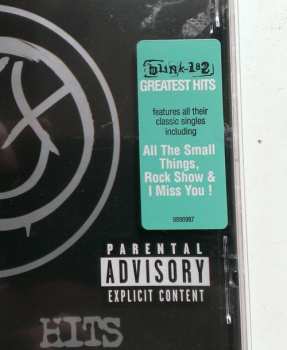 blink-182
GREATEST HITS
features all their
classic singles
including
All The Small
Things,
Rock Show &
I Miss You !
9886987
PARENTAL
ADVISORY
EXPLICIT CONTENT
HITS